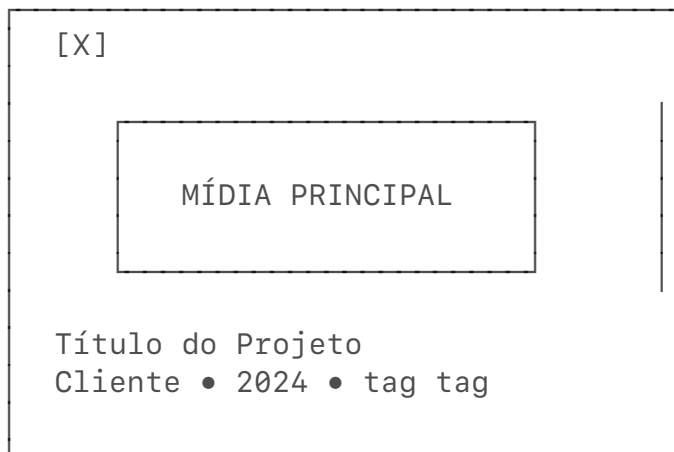 [X]
MÍDIA PRINCIPAL
Título do Projeto
Cliente ● 2024 ● tag tag